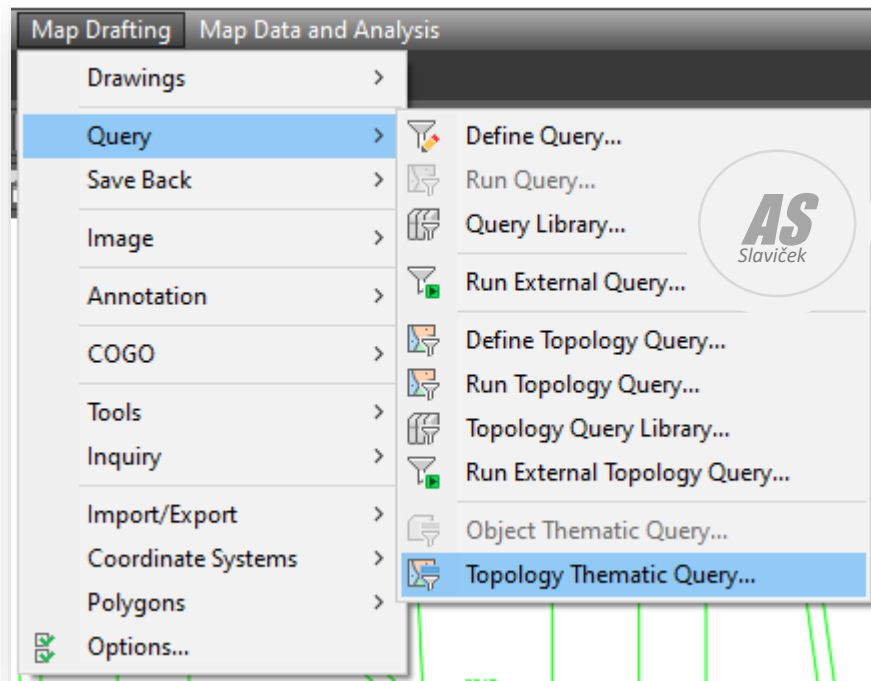 Map Drafting Map Data and Analysis
Drawings
Query
Save Back
Image
Annotation
COGO
Tools
Inquiry
Import/Export
Coordinate Systems
Polygons
Options...
Define Query...
Run Query...
Query Library...
Run External Query...
Define Topology Query...
Run Topology Query...
Topology Query Library...
Run External Topology Query...
Object Thematic Query...
Topology Thematic Query...
AS
Slaviček